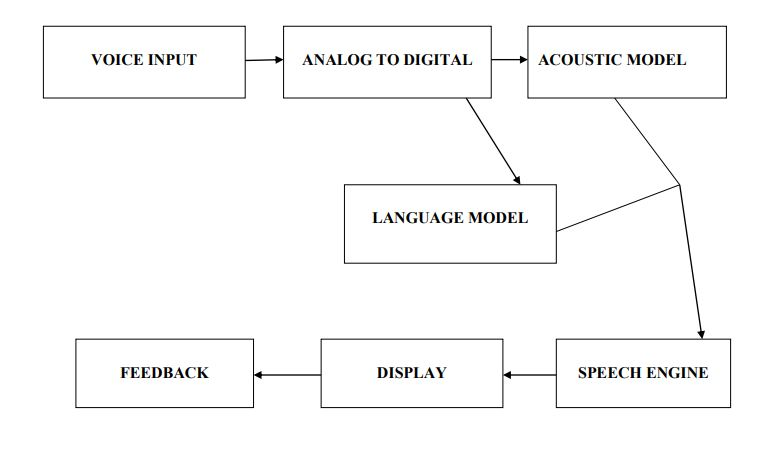 VOICE INPUT
ANALOG TO DIGITAL
ACOUSTIC MODEL
LANGUAGE MODEL
FEEDBACK
DISPLAY
SPEECH ENGINE